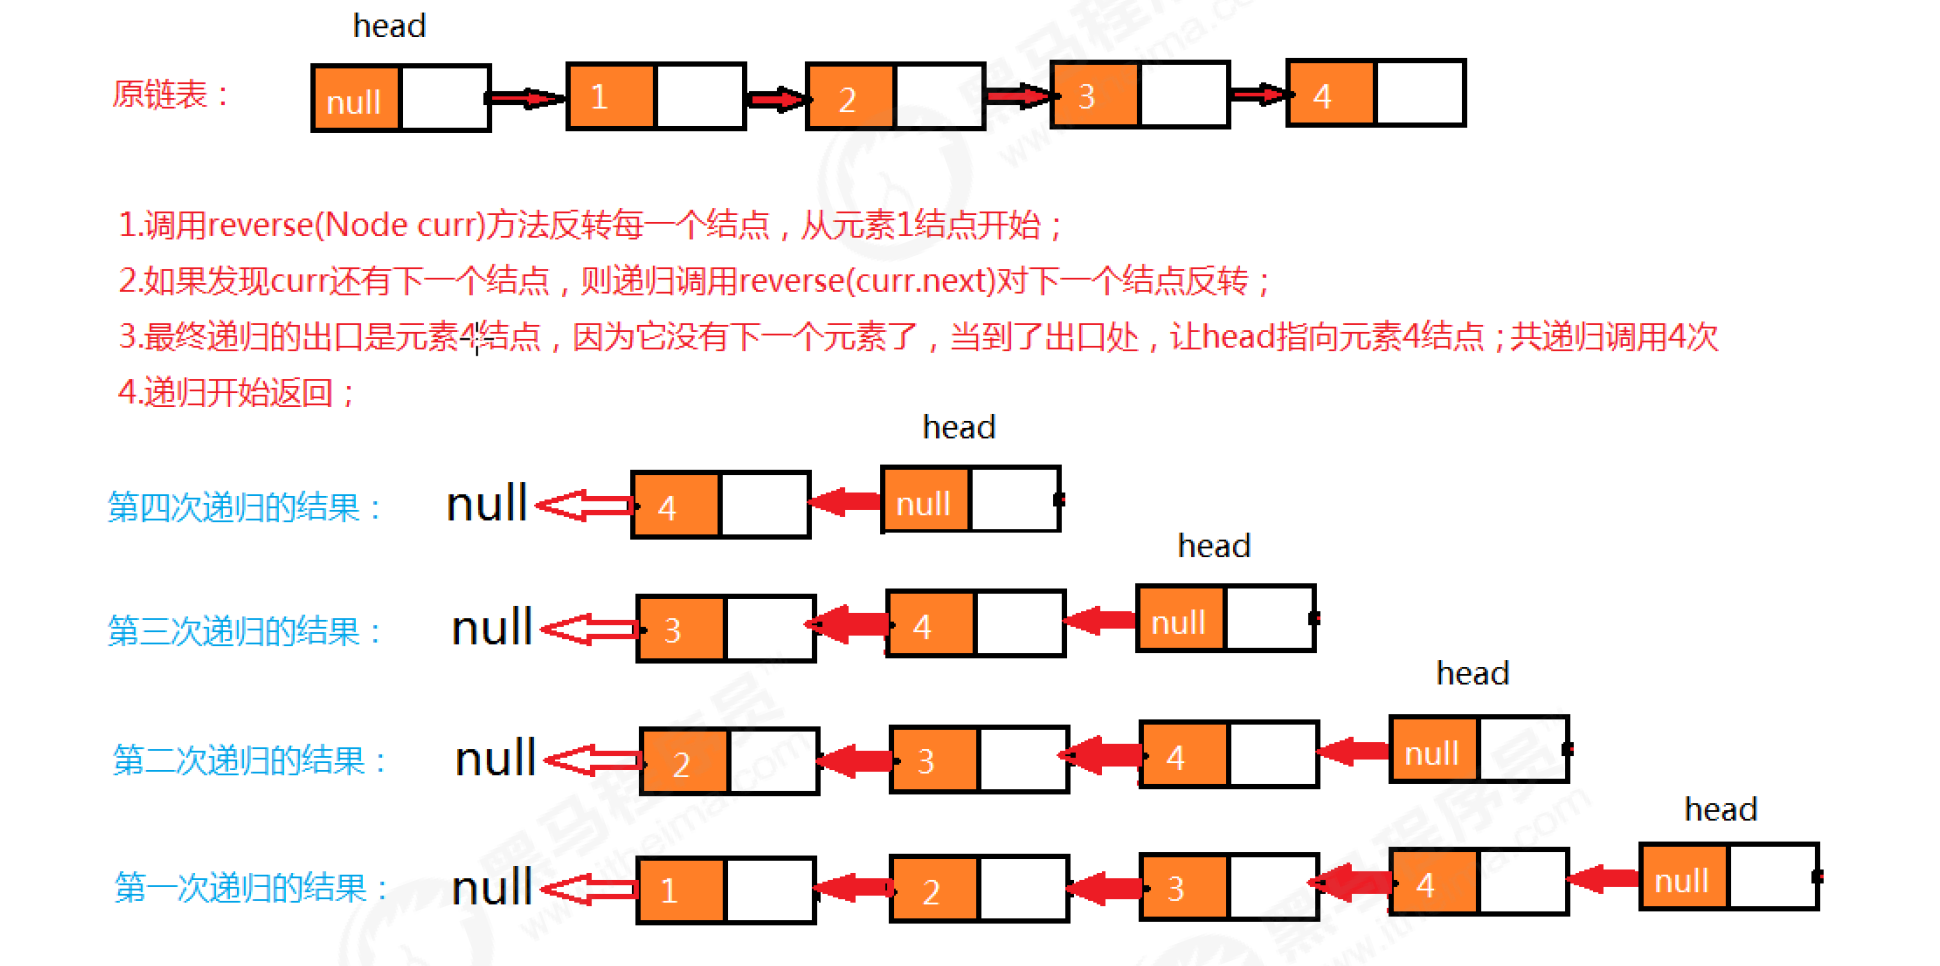 head
原链表：
null 1 2 3 4
1.调用reverse(Node curr)方法反转每一个结点，从元素1结点开始；
2.如果发现curr还有下一个结点，则递归调用reverse(curr.next)对下一个结点反转；
3.最终递归的出口是元素4结点，因为它没有下一个元素了，当到了出口处，让head指向元素4结点；共递归调用4次
4.递归开始返回；
head
第四次递归的结果： null 4 null
head
第三次递归的结果： null 3 4 null
head
第二次递归的结果： null 2 3 4 null
head
第一次递归的结果： null 1 2 3 4 null
黑马程序员
www.itheima.com